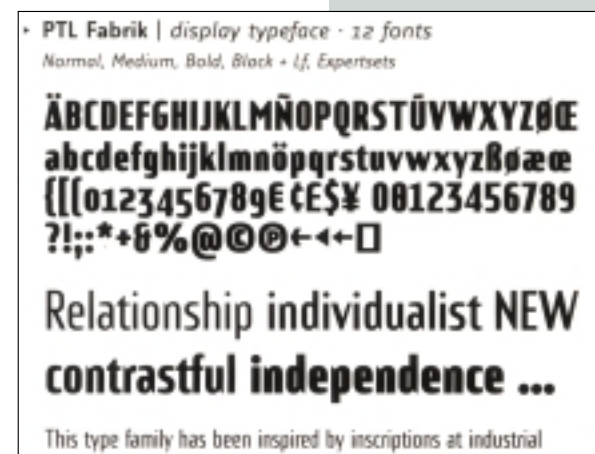 ▸ PTL Fabrik | display typeface · 12 fonts
Normal, Medium, Bold, Black + Lf, Expertsets
ÄBCDEFGHIJKLMÑOPQRSTŪVWXYZØŒ
abcdefghijklmnöpqrstuvwxyzßøæœ
{[(0123456789€¢£$¥ 00123456789
?!;:*+&%@©℗←◂←▯
Relationship individualist NEW
contrastful independence ...
This type family has been inspired by inscriptions at industrial